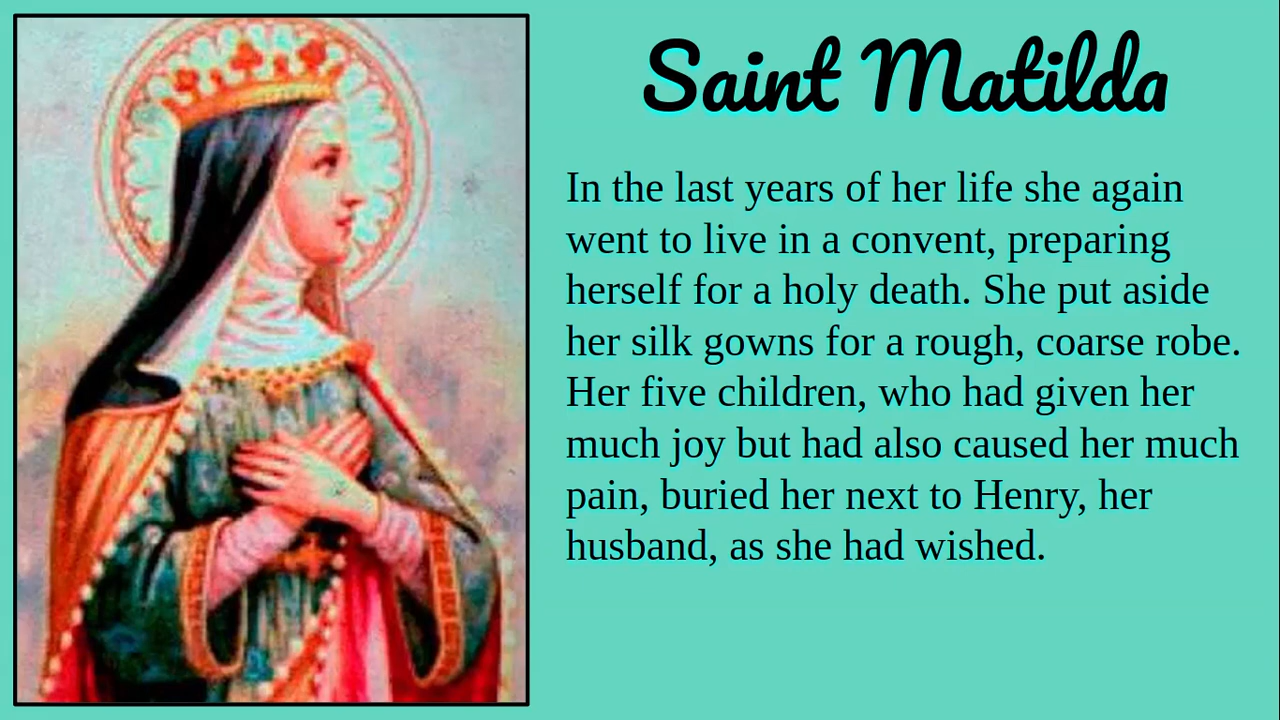 Saint Matilda
In the last years of her life she again
went to live in a convent, preparing
herself for a holy death. She put aside
her silk gowns for a rough, coarse robe.
Her five children, who had given her
much joy but had also caused her much
pain, buried her next to Henry, her
husband, as she had wished.